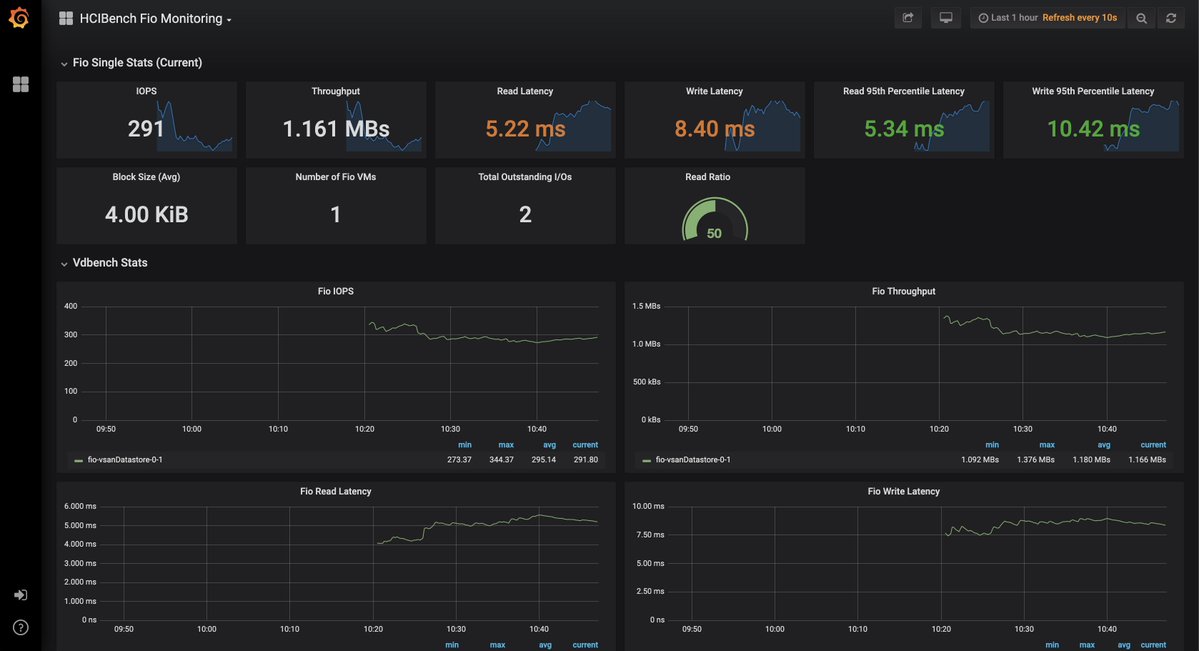 HCIBench Fio Monitoring
Last 1 hour Refresh every 10s
Fio Single Stats (Current)
IOPS
291
Throughput
1.161 MBs
Read Latency
5.22 ms
Write Latency
8.40 ms
Read 95th Percentile Latency
5.34 ms
Write 95th Percentile Latency
10.42 ms
Block Size (Avg)
4.00 KiB
Number of Fio VMs
1
Total Outstanding I/Os
2
Read Ratio
50
Vdbench Stats
Fio IOPS
400
300
200
100
0
09:50 10:00 10:10 10:20 10:30 10:40
min max avg current
fio-vsanDatastore-0-1 273.37 344.37 295.14 291.80
Fio Throughput
1.5 MBs
1.0 MBs
500 kBs
0 kBs
09:50 10:00 10:10 10:20 10:30 10:40
min max avg current
fio-vsanDatastore-0-1 1.092 MBs 1.376 MBs 1.180 MBs 1.166 MBs
Fio Read Latency
6.000 ms
5.000 ms
4.000 ms
3.000 ms
2.000 ms
1.000 ms
0 ns
09:50 10:00 10:10 10:20 10:30 10:40
min max avg current
Fio Write Latency
10.00 ms
7.50 ms
5.00 ms
2.50 ms
0 ns
09:50 10:00 10:10 10:20 10:30 10:40
min max avg current